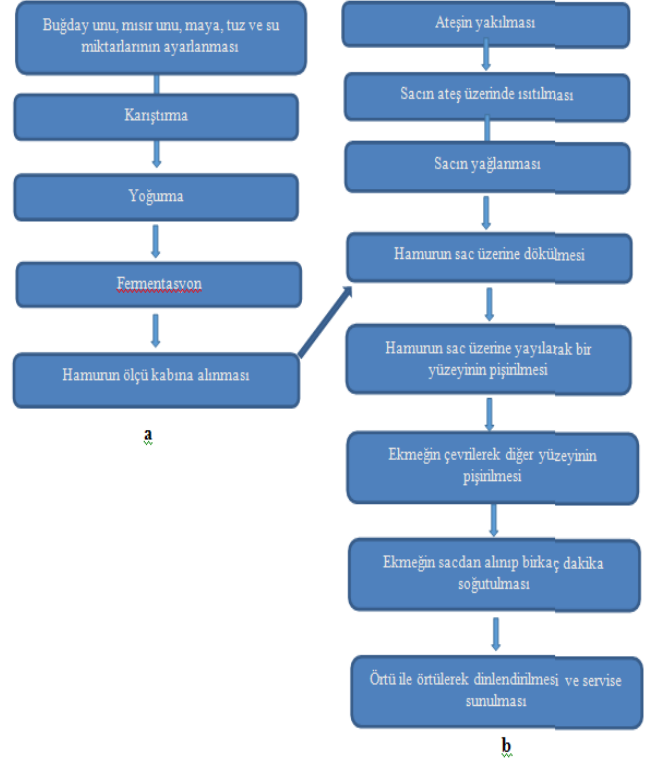 Buğday unu, mısır unu, maya, tuz ve su
miktarlarının ayarlanması
Karıştırma
Yoğurma
Fermentasyon
Hamurun ölçü kabına alınması
a
Ateşin yakılması
Sacın ateş üzerinde ısıtılması
Sacın yağlanması
Hamurun sac üzerine dökülmesi
Hamurun sac üzerine yayılarak bir
yüzeyinin pişirilmesi
Ekmeğin çevrilerek diğer yüzeyinin
pişirilmesi
Ekmeğin sacdan alınıp birkaç dakika
soğutulması
Örtü ile örtülerek dinlendirilmesi ve servise
sunulması
b